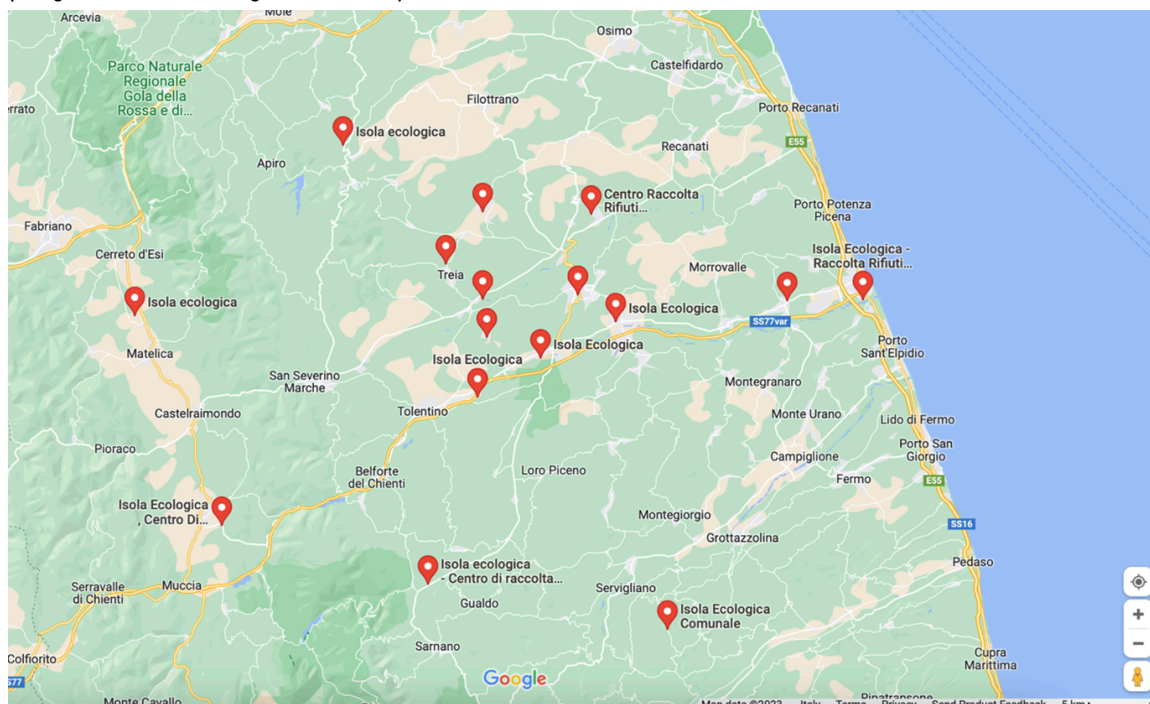 Arcevia
Osimo
Castelfidardo
Parco Naturale
Regionale
Gola della
Rossa e di...
Filottrano
Porto Recanati
E55
Isola ecologica
Recanati
Apiro
Centro Raccolta
Rifiuti...
Porto Potenza
Picena
Fabriano
Cerreto d'Esi
Isola Ecologica -
Raccolta Rifiuti...
Treia
Morrovalle
Isola ecologica
Isola Ecologica
SS77var
Matelica
Isola Ecologica
Isola Ecologica
Porto
Sant'Elpidio
San Severino
Marche
Montegranaro
Castelraimondo
Tolentino
Monte Urano
Lido di Fermo
Pioraco
Porto San
Giorgio
Campiglione
Belforte
del Chienti
Loro Piceno
Fermo
E55
Isola Ecologica
, Centro Di...
Montegiorgio
SS16
Grottazzolina
Isola ecologica
- Centro di raccolta...
Pedaso
Serravalle
di Chienti
Muccia
Servigliano
Gualdo
Isola Ecologica
Comunale
Sarnano
Colfiorito
Cupra
Marittima
Google
S77